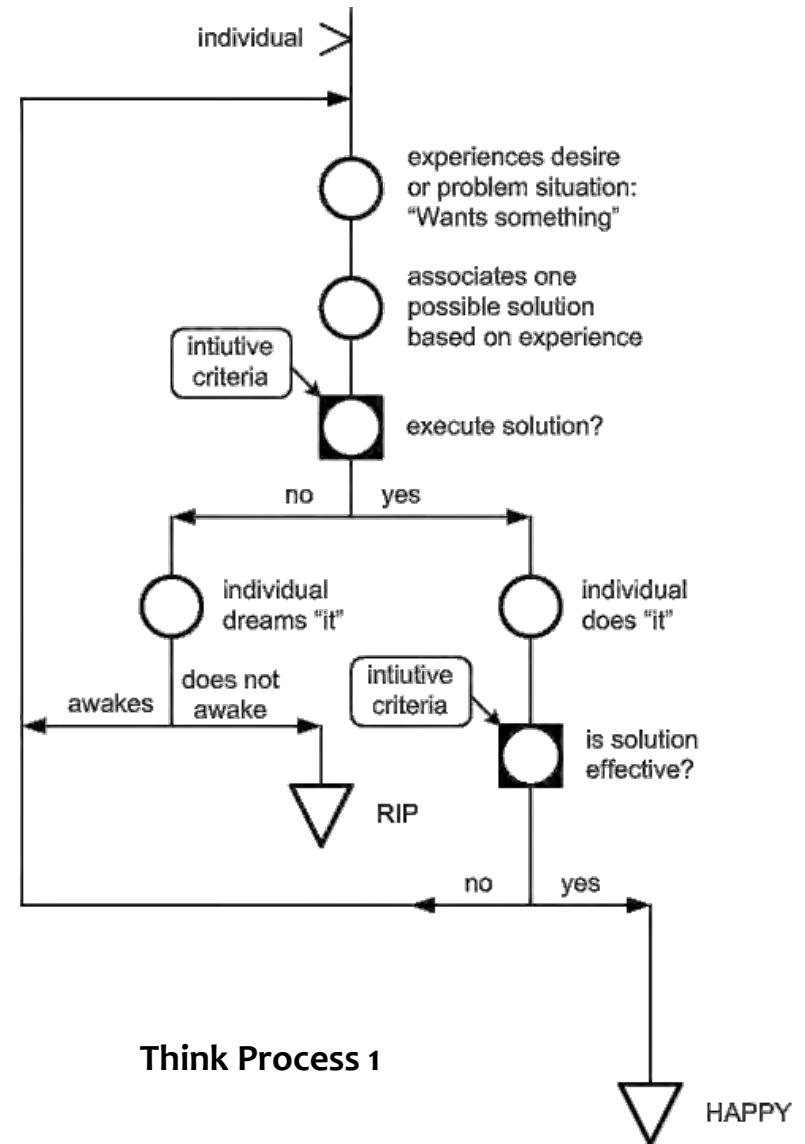 individual
experiences desire
or problem situation:
“Wants something”
associates one
possible solution
based on experience
intiutive
criteria
execute solution?
no
yes
individual
dreams “it”
individual
does “it”
awakes
does not
awake
intiutive
criteria
is solution
effective?
RIP
no
yes
Think Process 1
HAPPY